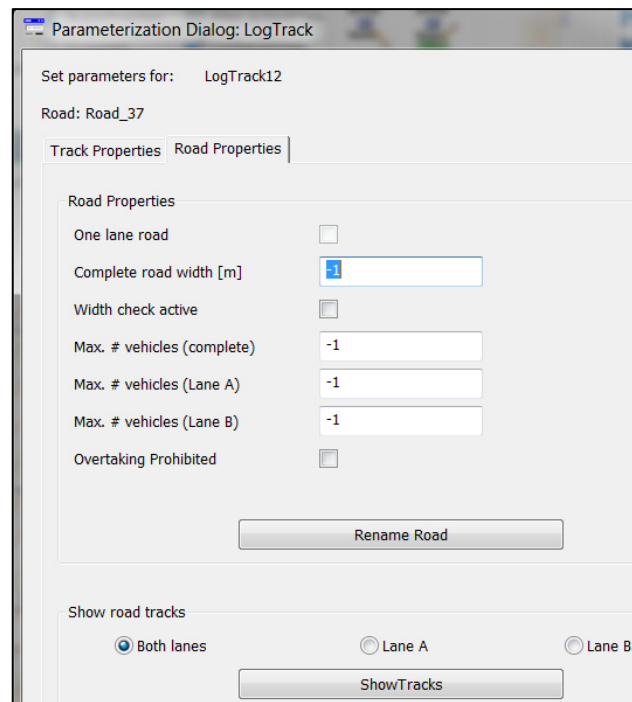 Parameterization Dialog: LogTrack
Set parameters for: LogTrack12
Road: Road_37
Track Properties Road Properties
Road Properties
One lane road
Complete road width [m] -1
Width check active
Max. # vehicles (complete) -1
Max. # vehicles (Lane A) -1
Max. # vehicles (Lane B) -1
Overtaking Prohibited
Rename Road
Show road tracks
Both lanes Lane A Lane B
ShowTracks